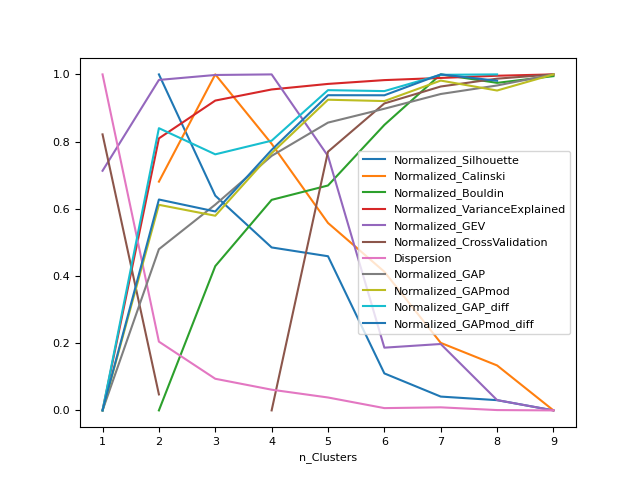 1.0
0.8
0.6
0.4
0.2
0.0
Normalized_Silhouette
Normalized_Calinski
Normalized_Bouldin
Normalized_VarianceExplained
Normalized_GEV
Normalized_CrossValidation
Dispersion
Normalized_GAP
Normalized_GAPmod
Normalized_GAP_diff
Normalized_GAPmod_diff
1 2 3 4 5 6 7 8 9
n_Clusters